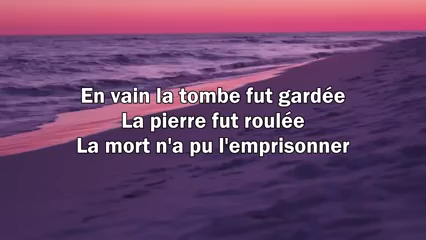 En vain la tombe fut gardée
La pierre fut roulée
La mort n'a pu l'emprisonner